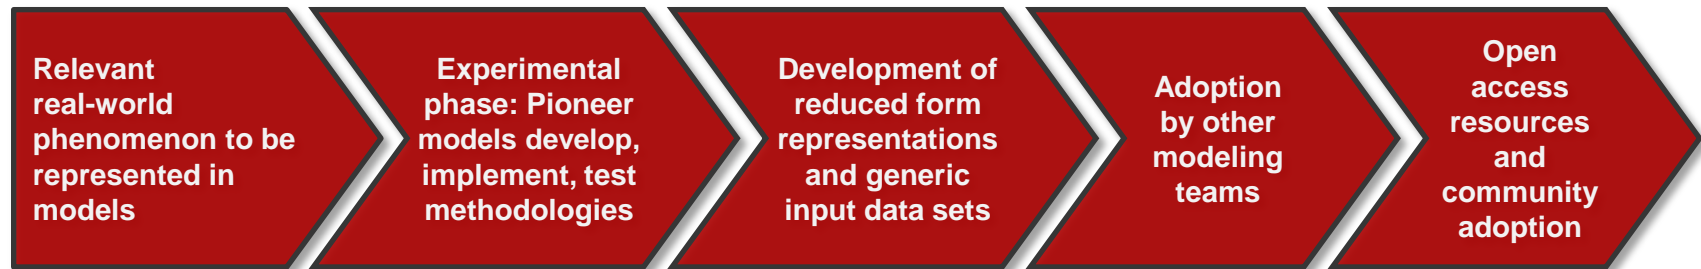 Relevant
real-world
phenomenon to be
represented in
models
Experimental
phase: Pioneer
models develop,
implement, test
methodologies
Development of
reduced form
representations
and generic
input data sets
Adoption
by other
modeling
teams
Open
access
resources
and
community
adoption